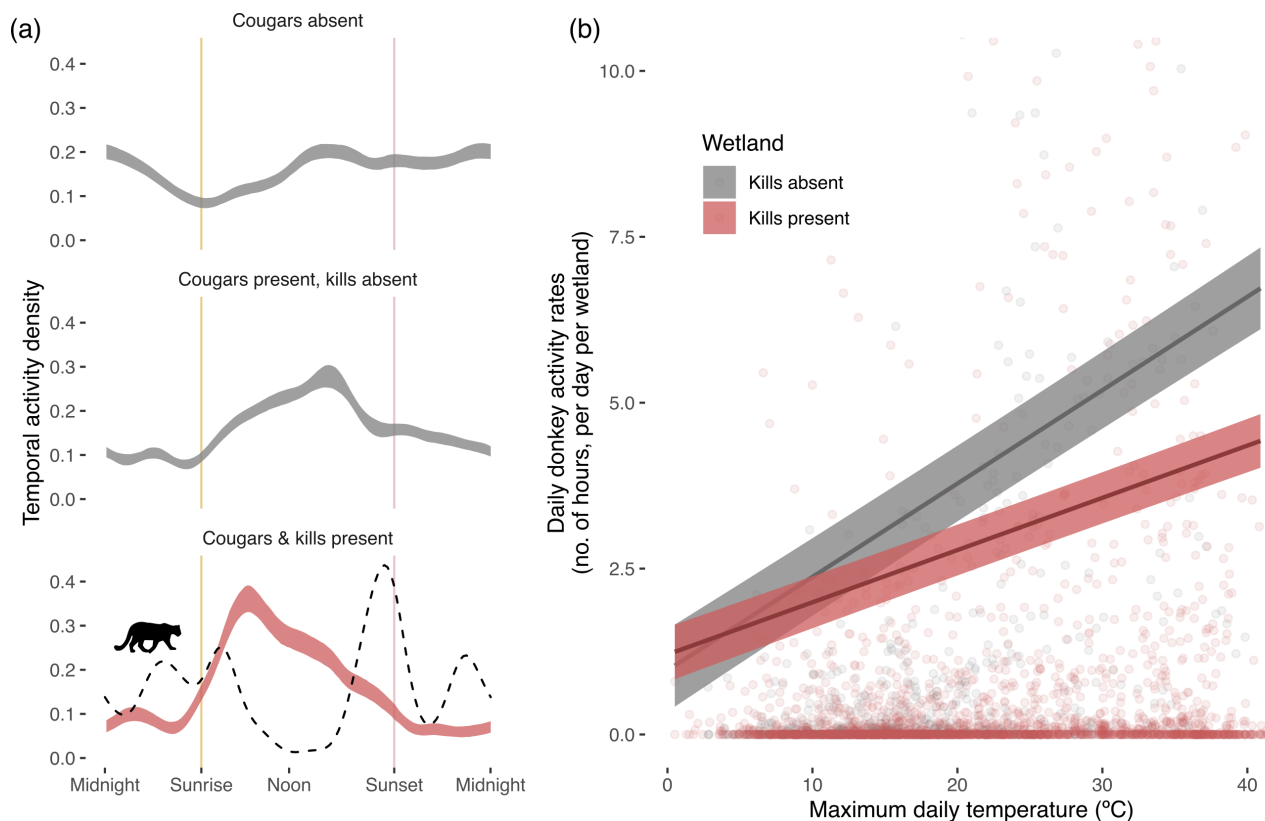 (a)
Cougars absent
0.4
0.3
0.2
0.1
0.0
Cougars present, kills absent
0.4
0.3
0.2
0.1
0.0
Cougars & kills present
0.4
0.3
0.2
0.1
0.0
Temporal activity density
Midnight Sunrise Noon Sunset Midnight
(b)
10.0
7.5
5.0
2.5
0.0
Daily donkey activity rates
(no. of hours, per day per wetland)
Wetland
Kills absent
Kills present
0 10 20 30 40
Maximum daily temperature (ºC)